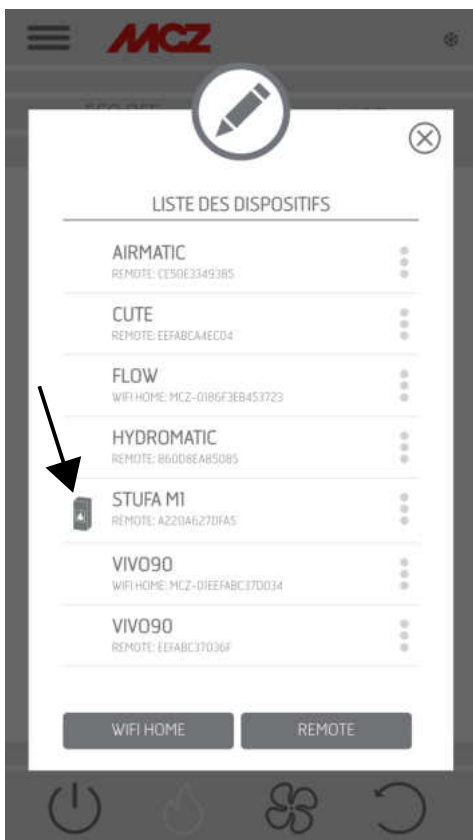 MCZ
LISTE DES DISPOSITIFS
AIRMATIC
REMOTE: CE50E3349385
CUTE
REMOTE: EEFABCA4EC04
FLOW
WIFI HOME: MCZ-0186F3EB453723
HYDROMATIC
REMOTE: 860D8EA85085
STUFA M1
REMOTE: A220A627DFA5
VIVO90
WIFI HOME: MCZ-01EEFABC37D034
VIVO90
REMOTE: EEFABC37036F
WIFI HOME
REMOTE